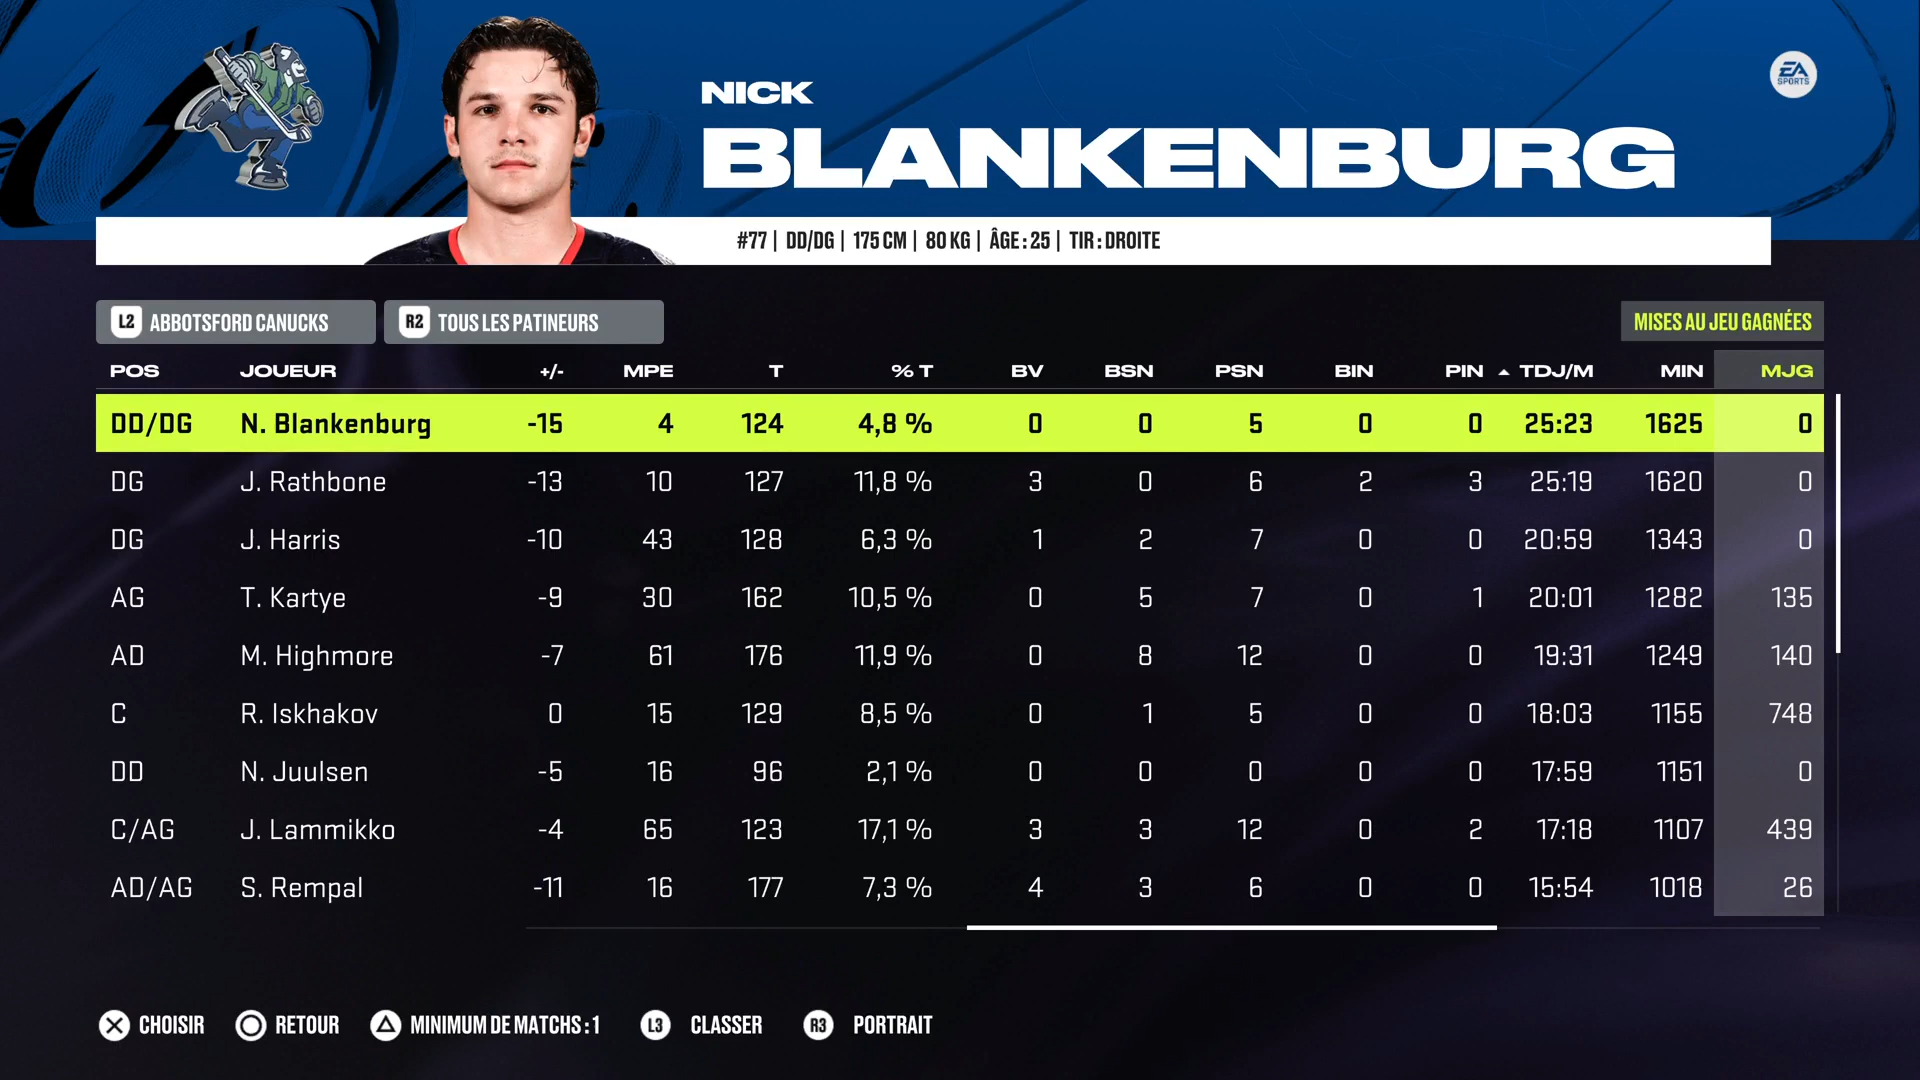 NICK
BLANKENBURG
EA SPORTS
#77 | DD/DG | 175 CM | 80 KG | ÂGE : 25 | TIR : DROITE
L2 ABBOTSFORD CANUCKS R2 TOUS LES PATINEURS MISES AU JEU GAGNÉES
POS JOUEUR +/- MPE T % T BV BSN PSN BIN PIN TDJ/M MIN MJG
DD/DG N. Blankenburg -15 4 124 4,8 % 0 0 5 0 0 25:23 1625 0
DG J. Rathbone -13 10 127 11,8 % 3 0 6 2 3 25:19 1620 0
DG J. Harris -10 43 128 6,3 % 1 2 7 0 0 20:59 1343 0
AG T. Kartye -9 30 162 10,5 % 0 5 7 0 1 20:01 1282 135
AD M. Highmore -7 61 176 11,9 % 0 8 12 0 0 19:31 1249 140
C R. Iskhakov 0 15 129 8,5 % 0 1 5 0 0 18:03 1155 748
DD N. Juulsen -5 16 96 2,1 % 0 0 0 0 0 17:59 1151 0
C/AG J. Lammikko -4 65 123 17,1 % 3 3 12 0 2 17:18 1107 439
AD/AG S. Rempal -11 16 177 7,3 % 4 3 6 0 0 15:54 1018 26
CHOISIR RETOUR MINIMUM DE MATCHS : 1 L3 CLASSER R3 PORTRAIT